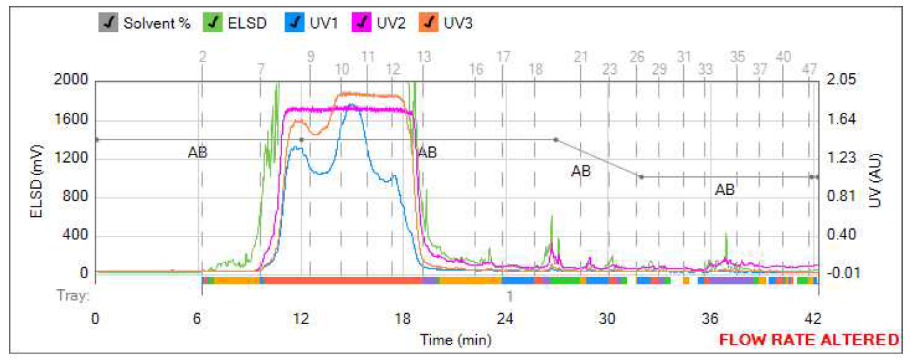 Solvent % ELSD UV1 UV2 UV3
2 7 9 10 11 12 13 16 17 20 21 23 26 29 31 33 37 40 47
2000 2.05
1600 1.64
1200 1.23
800 0.81
400 0.40
0 -0.01
ELSD (mV)
UV (AU)
AB AB AB AB
Tray: 1
0 6 12 18 24 30 36 42
Time (min)
FLOW RATE ALTERED